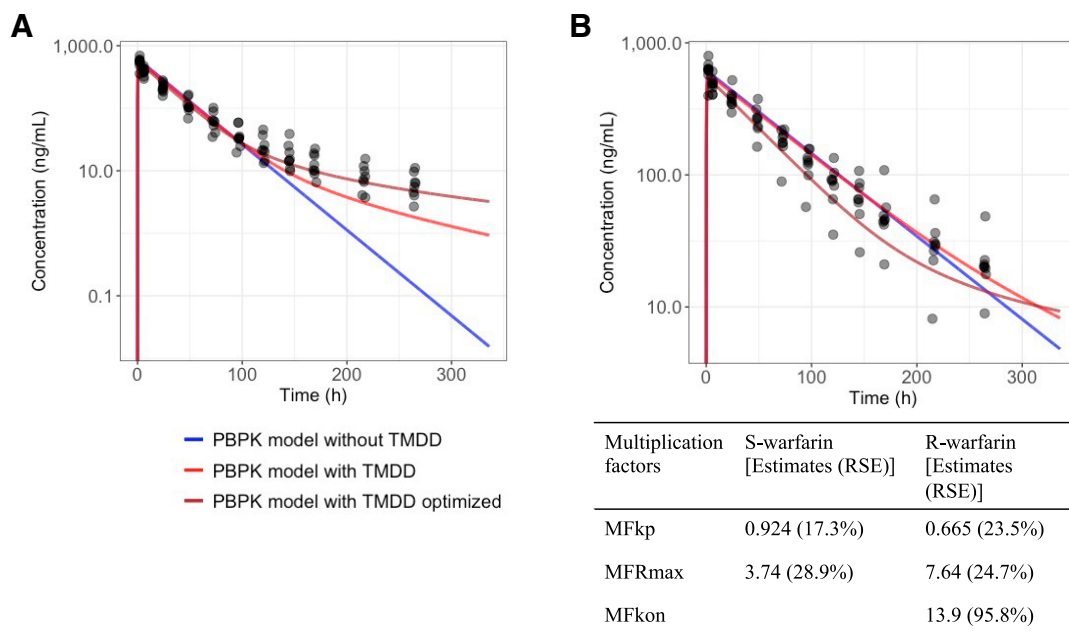 A
1,000.0
10.0
0.1
Concentration (ng/mL)
0 100 200 300
Time (h)
PBPK model without TMDD
PBPK model with TMDD
PBPK model with TMDD optimized
B
1,000.0
100.0
10.0
Concentration (ng/mL)
0 100 200 300
Time (h)
Multiplication factors S-warfarin [Estimates (RSE)] R-warfarin [Estimates (RSE)]
MFkp 0.924 (17.3%) 0.665 (23.5%)
MFRmax 3.74 (28.9%) 7.64 (24.7%)
MFkon 13.9 (95.8%)